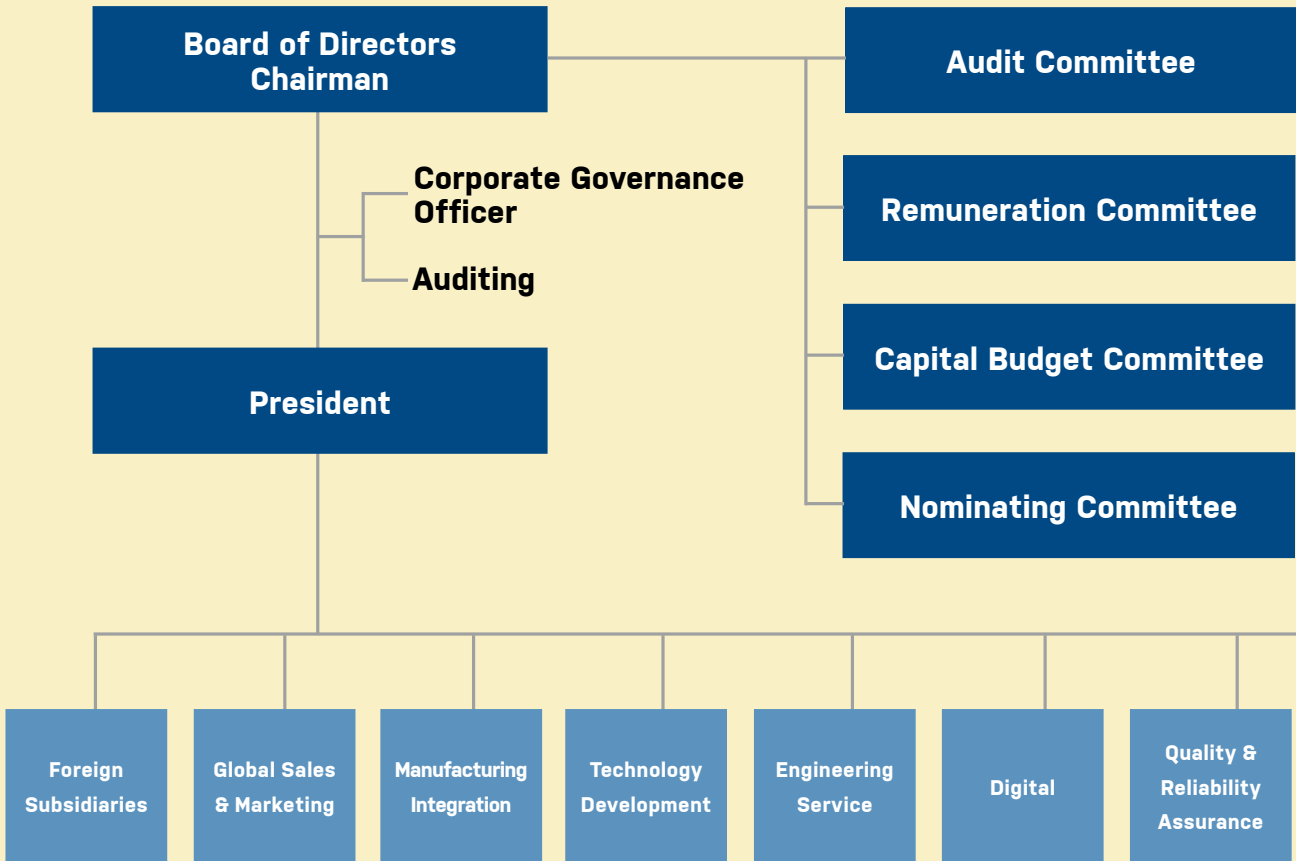 Board of Directors
Chairman
Audit Committee
Corporate Governance
Officer
Remuneration Committee
Auditing
Capital Budget Committee
President
Nominating Committee
Foreign
Subsidiaries
Global Sales
& Marketing
Manufacturing
Integration
Technology
Development
Engineering
Service
Digital
Quality &
Reliability
Assurance